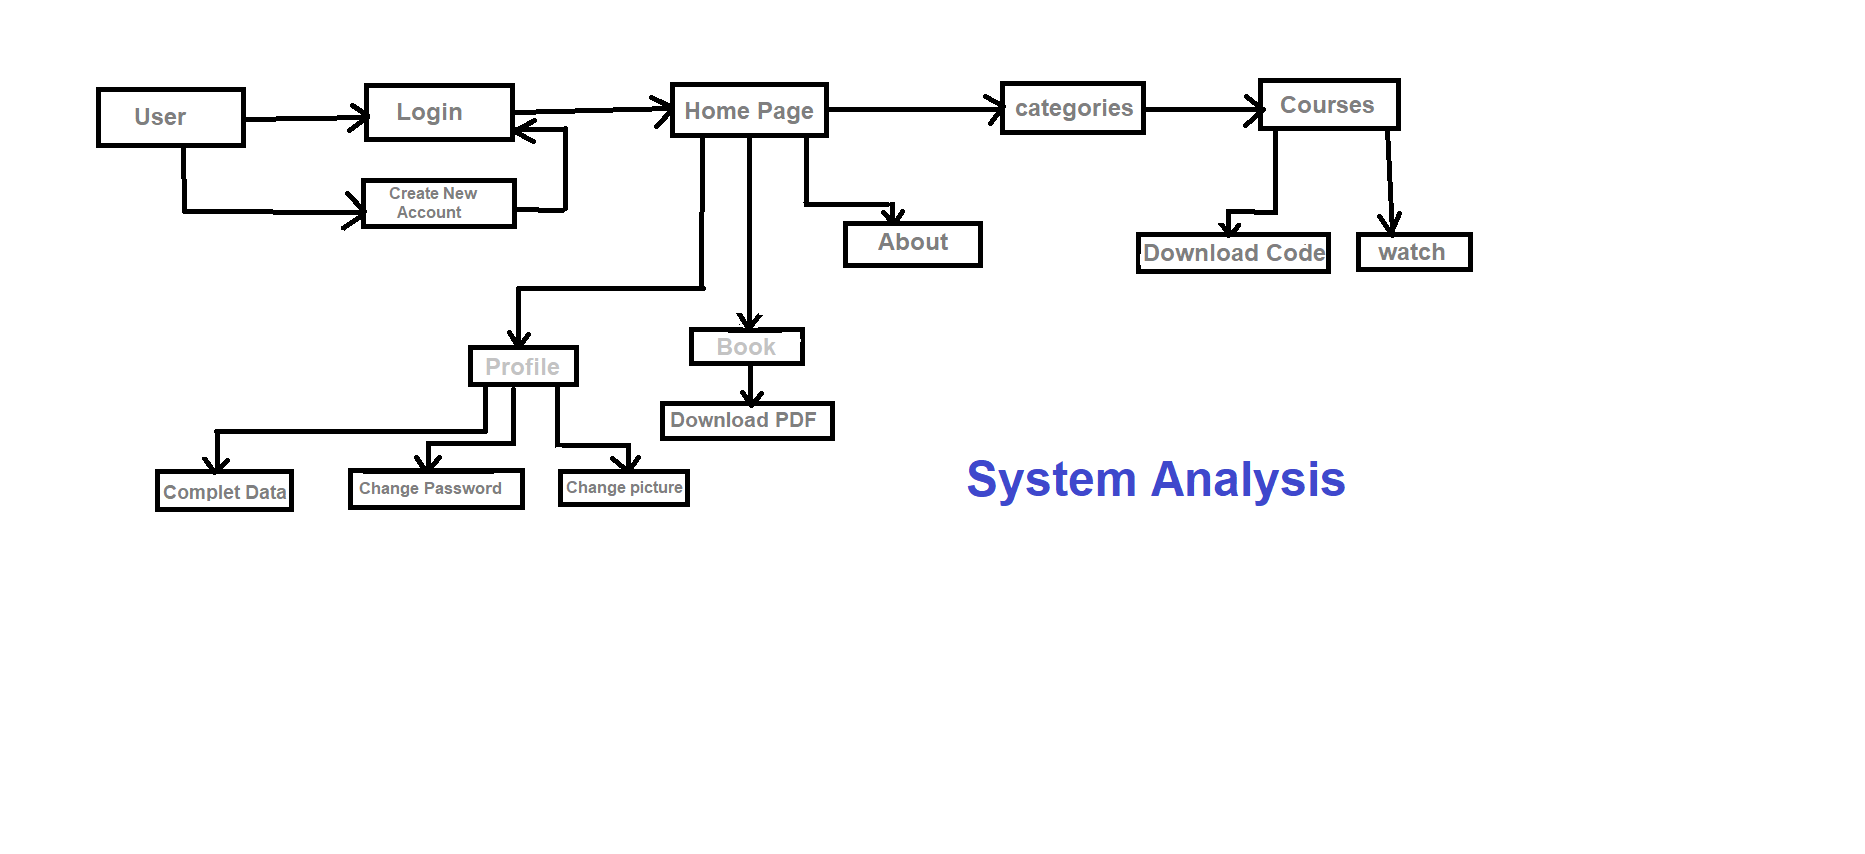 User
Login
Home Page
categories
Courses
Create New
Account
About
Download Code
watch
Profile
Book
Download PDF
Complet Data
Change Password
Change picture
System Analysis